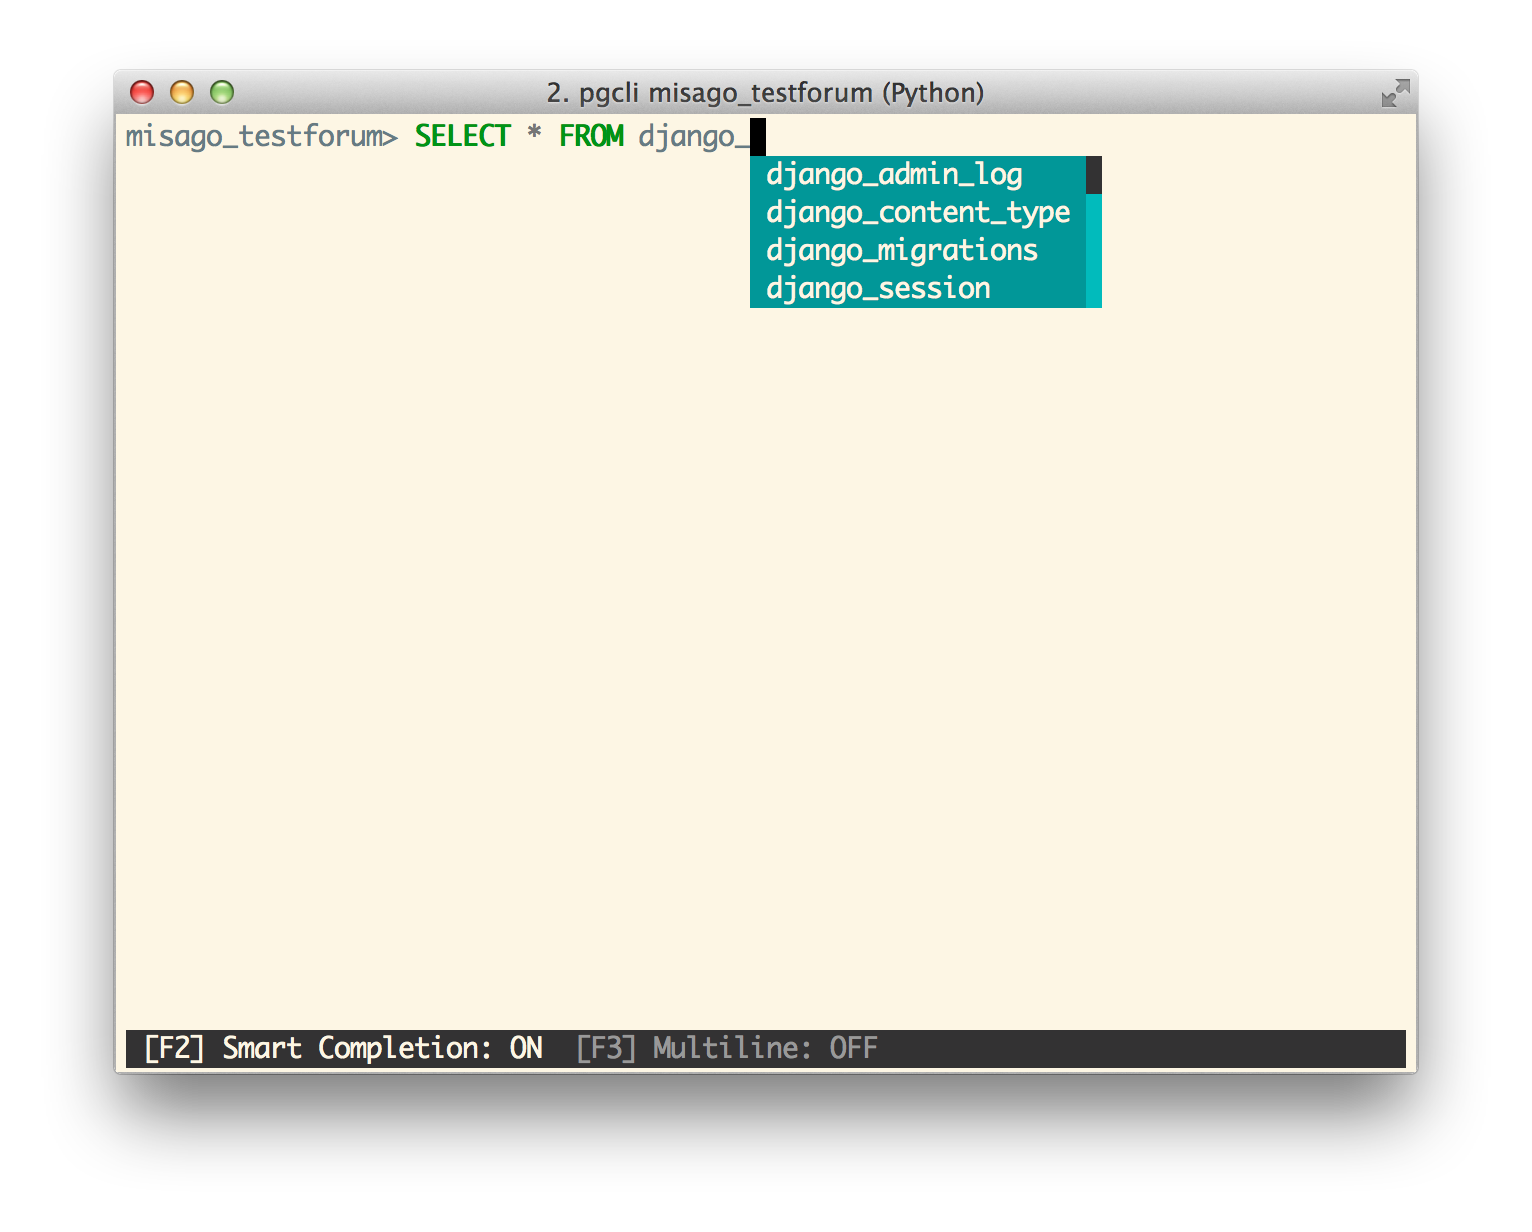 2. pgcli misago_testforum (Python)
misago_testforum> SELECT * FROM django_
django_admin_log
django_content_type
django_migrations
django_session
[F2] Smart Completion: ON  [F3] Multiline: OFF